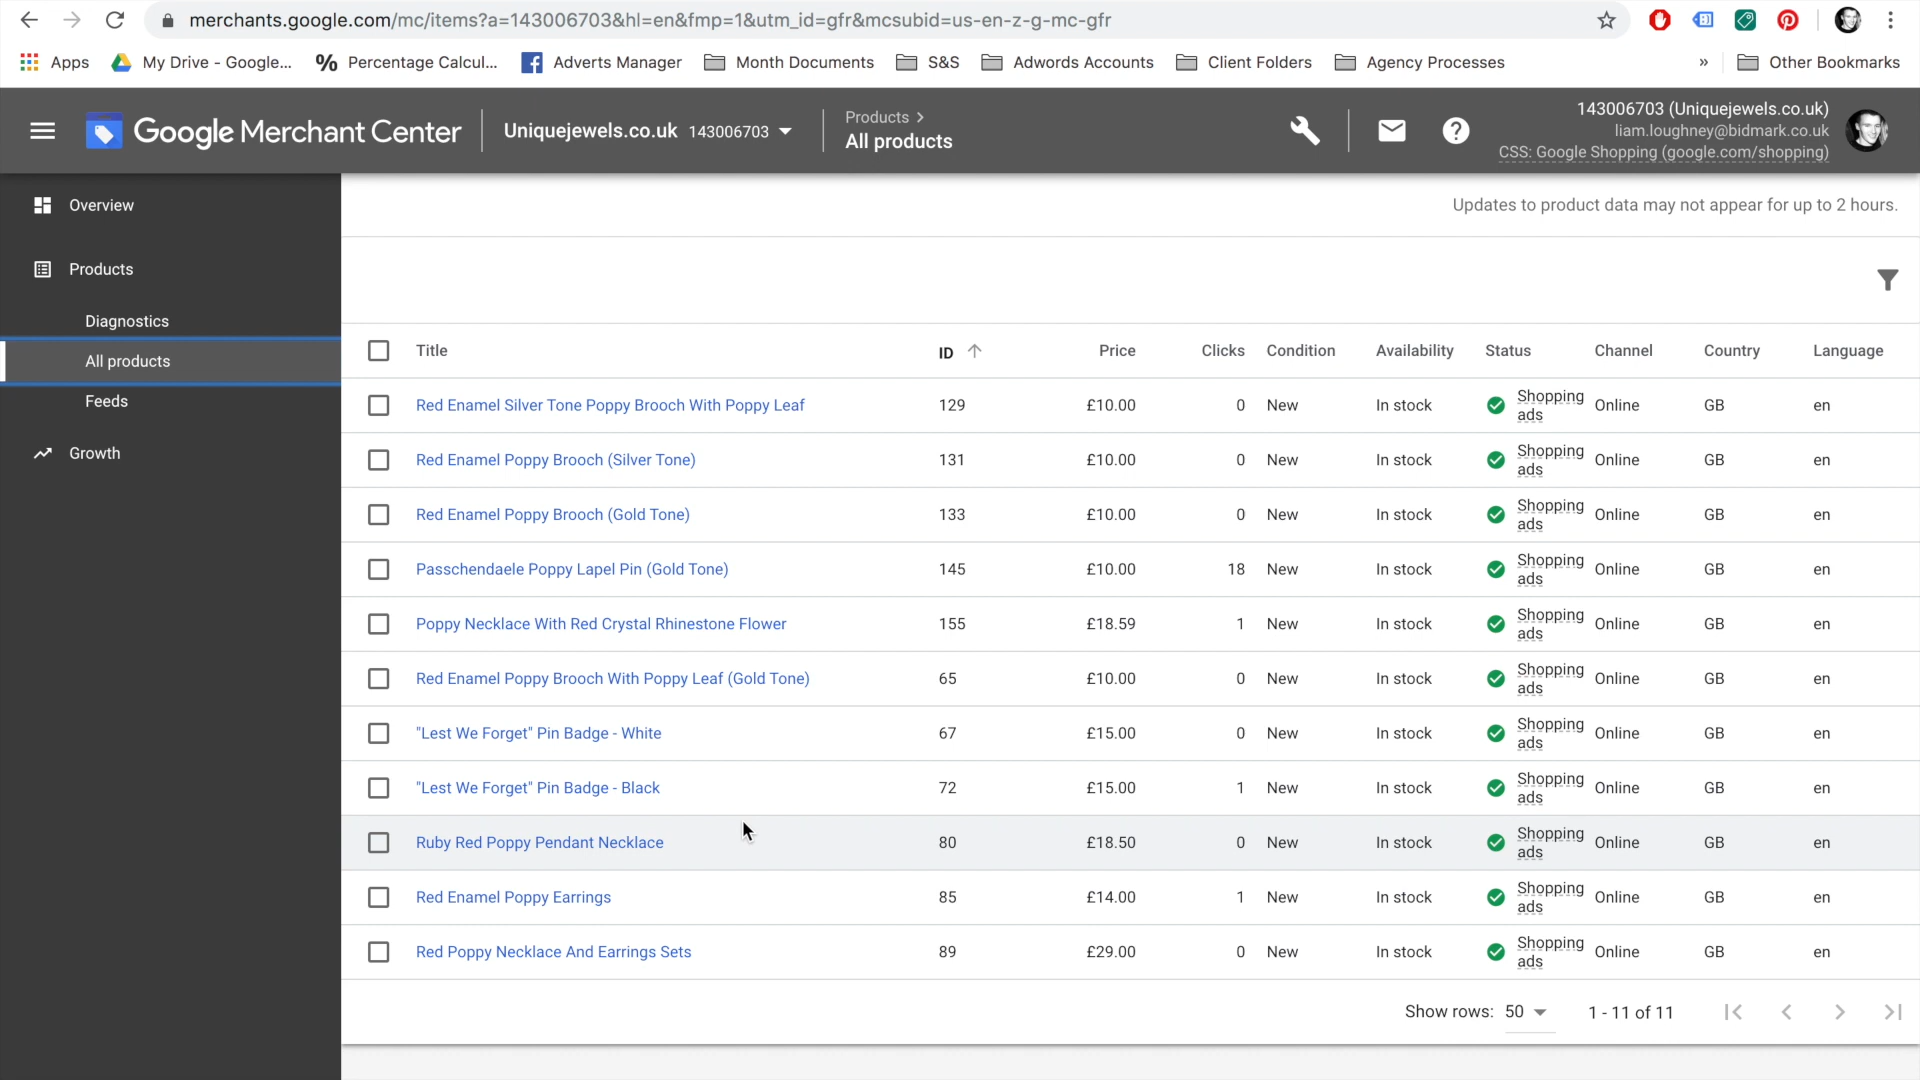 merchants.google.com/mc/items?a=143006703&hl=en&fmp=1&utm_id=gfr&mcsubid=us-en-z-g-mc-gfr
Apps My Drive - Google... % Percentage Calcul... Adverts Manager Month Documents S&S Adwords Accounts Client Folders Agency Processes » Other Bookmarks
Google Merchant Center Uniquejewels.co.uk 143006703
Products >
All products
143006703 (Uniquejewels.co.uk)
liam.loughney@bidmark.co.uk
CSS: Google Shopping (google.com/shopping)
Overview
Products
Diagnostics
All products
Feeds
Growth
Updates to product data may not appear for up to 2 hours.
Title ID Price Clicks Condition Availability Status Channel Country Language
Red Enamel Silver Tone Poppy Brooch With Poppy Leaf 129 £10.00 0 New In stock Shopping ads Online GB en
Red Enamel Poppy Brooch (Silver Tone) 131 £10.00 0 New In stock Shopping ads Online GB en
Red Enamel Poppy Brooch (Gold Tone) 133 £10.00 0 New In stock Shopping ads Online GB en
Passchendaele Poppy Lapel Pin (Gold Tone) 145 £10.00 18 New In stock Shopping ads Online GB en
Poppy Necklace With Red Crystal Rhinestone Flower 155 £18.59 1 New In stock Shopping ads Online GB en
Red Enamel Poppy Brooch With Poppy Leaf (Gold Tone) 65 £10.00 0 New In stock Shopping ads Online GB en
"Lest We Forget" Pin Badge - White 67 £15.00 0 New In stock Shopping ads Online GB en
"Lest We Forget" Pin Badge - Black 72 £15.00 1 New In stock Shopping ads Online GB en
Ruby Red Poppy Pendant Necklace 80 £18.50 0 New In stock Shopping ads Online GB en
Red Enamel Poppy Earrings 85 £14.00 1 New In stock Shopping ads Online GB en
Red Poppy Necklace And Earrings Sets 89 £29.00 0 New In stock Shopping ads Online GB en
Show rows: 50 1 - 11 of 11